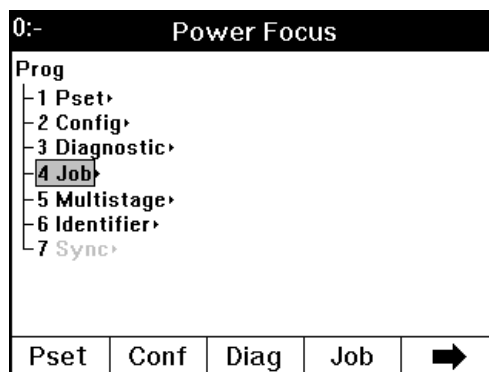 0:- Power Focus
Prog
1 Pset
2 Config
3 Diagnostic
4 Job
5 Multistage
6 Identifier
7 Sync
Pset Conf Diag Job